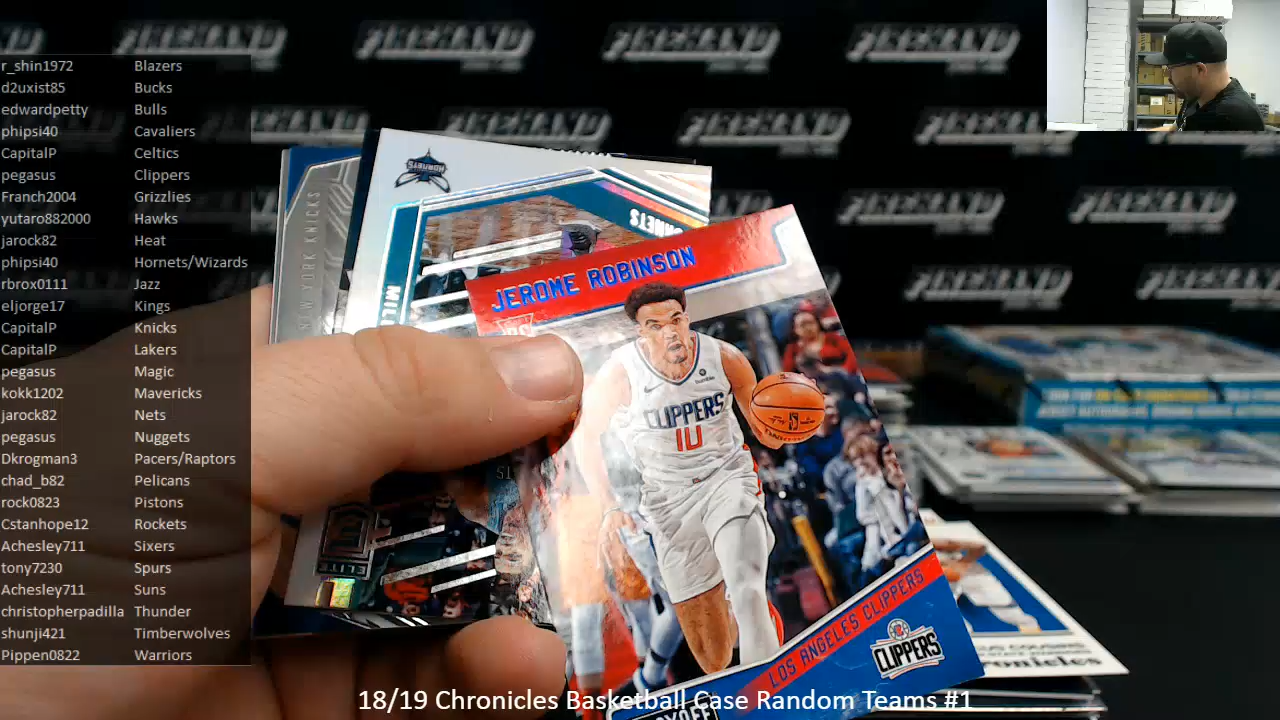 r_shin1972 Blazers
d2uxist85 Bucks
edwardpetty Bulls
phipsi40 Cavaliers
CapitalP Celtics
pegasus Clippers
Franch2004 Grizzlies
yutaro882000 Hawks
jarock82 Heat
phipsi40 Hornets/Wizards
rbrox0111 Jazz
eljorge17 Kings
CapitalP Knicks
CapitalP Lakers
pegasus Magic
kokk1202 Mavericks
jarock82 Nets
pegasus Nuggets
Dkrogman3 Pacers/Raptors
chad_b82 Pelicans
rock0823 Pistons
Cstanhope12 Rockets
Achesley711 Sixers
tony7230 Spurs
Achesley711 Suns
christopherpadilla Thunder
shunji421 Timberwolves
Pippen0822 Warriors
FIREHAND
HORNETS
NEW YORK KNICKS
JEROME ROBINSON
CLIPPERS
10
LOS ANGELES CLIPPERS
CLIPPERS
ELITE
COUSINS
18/19 Chronicles Basketball Case Random Teams #1